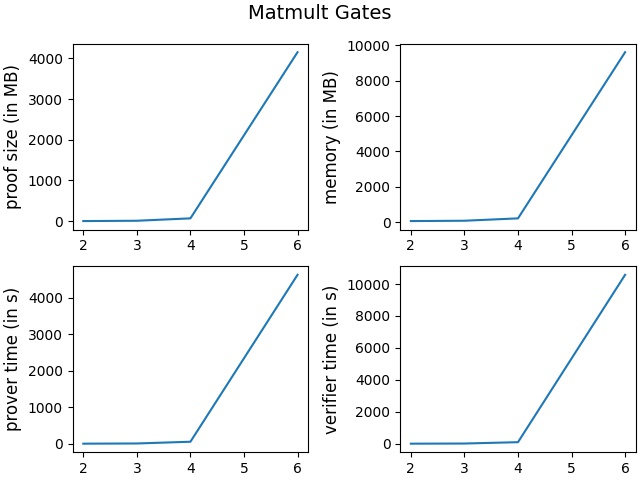 Matmult Gates
proof size (in MB)
4000
3000
2000
1000
0
2 3 4 5 6
memory (in MB)
10000
8000
6000
4000
2000
0
2 3 4 5 6
prover time (in s)
4000
3000
2000
1000
0
2 3 4 5 6
verifier time (in s)
10000
8000
6000
4000
2000
0
2 3 4 5 6